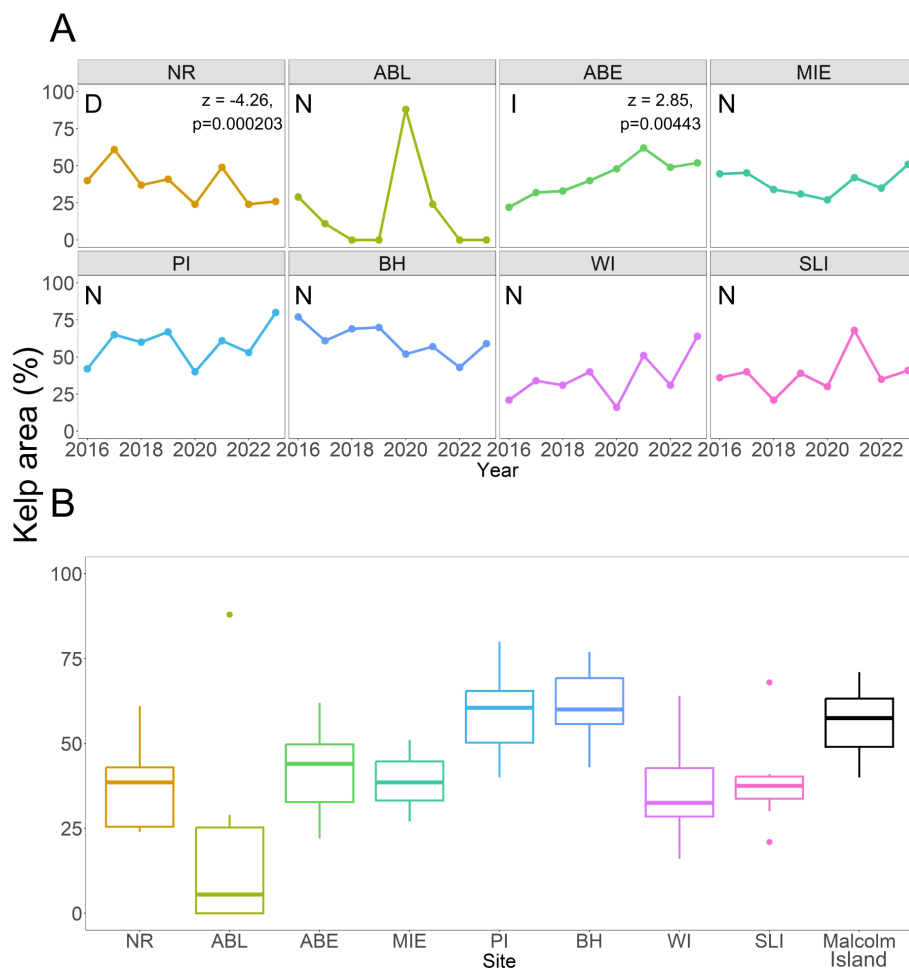 A
NR
ABL
ABE
MIE
100
75
50
25
0
D
z = -4.26,
p=0.000203
N
I
z = 2.85,
p=0.00443
N
PI
BH
WI
SLI
100
75
50
25
0
N
N
N
N
2016 2018 2020 2022
2016 2018 2020 2022
2016 2018 2020 2022
2016 2018 2020 2022
Year
Kelp area (%)
B
100
75
50
25
0
NR
ABL
ABE
MIE
PI
BH
WI
SLI
Malcolm
Island
Site